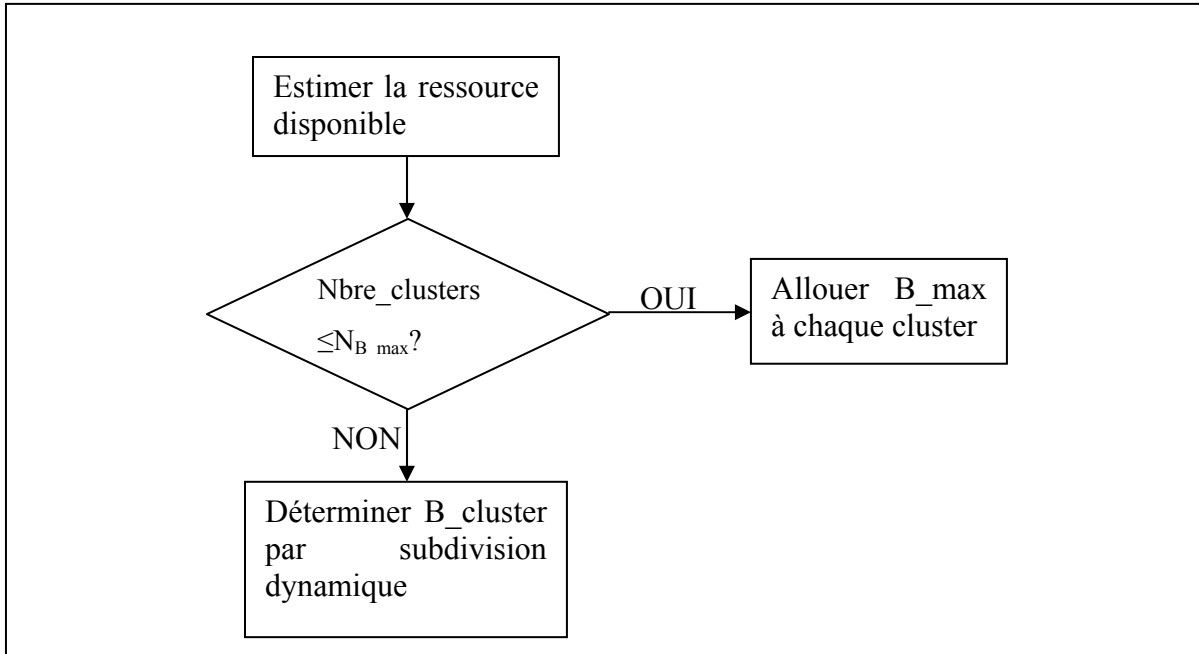 Estimer la ressource
disponible
Nbre_clusters
≤N_B max?
OUI
Allouer B_max
à chaque cluster
NON
Déterminer B_cluster
par subdivision
dynamique